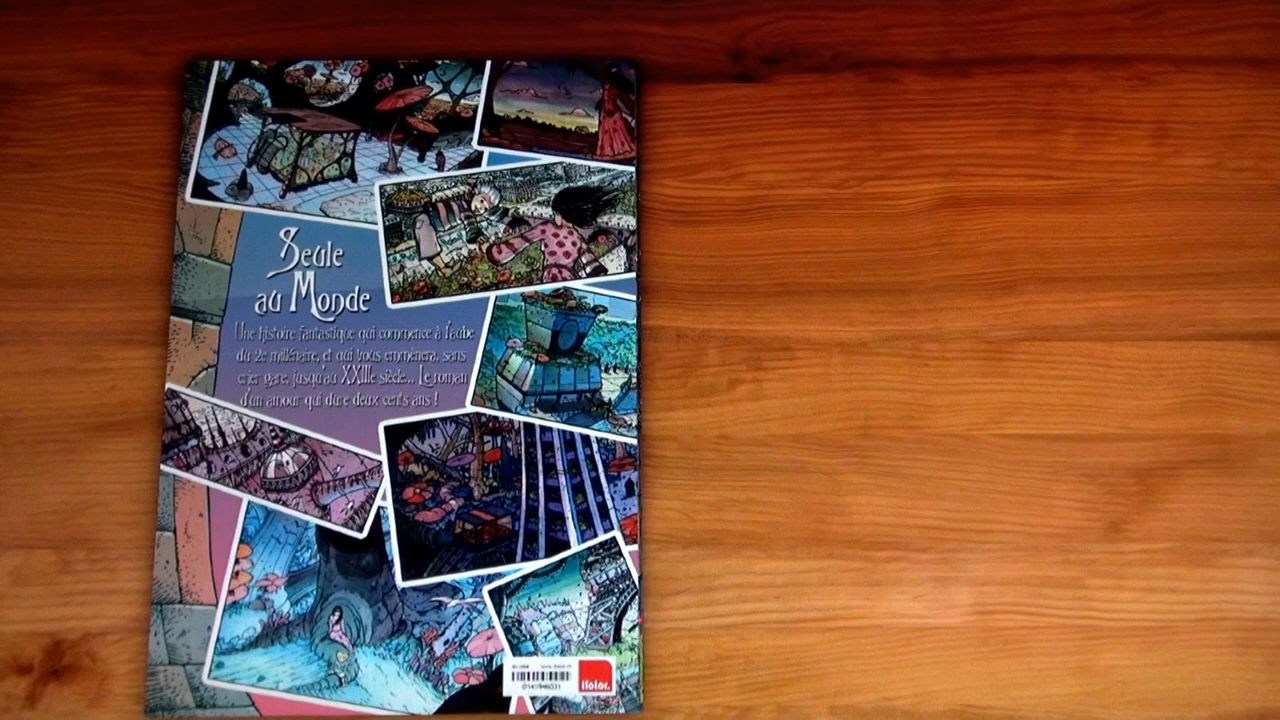 Seule
au Monde
Une histoire fantastique qui commence à l'aube
du 2e millénaire, et qui vous emmènera, sans
crier gare, jusqu'au XXIIIe siècle... Le roman
d'un amour qui dure deux cents ans !
ifolor.